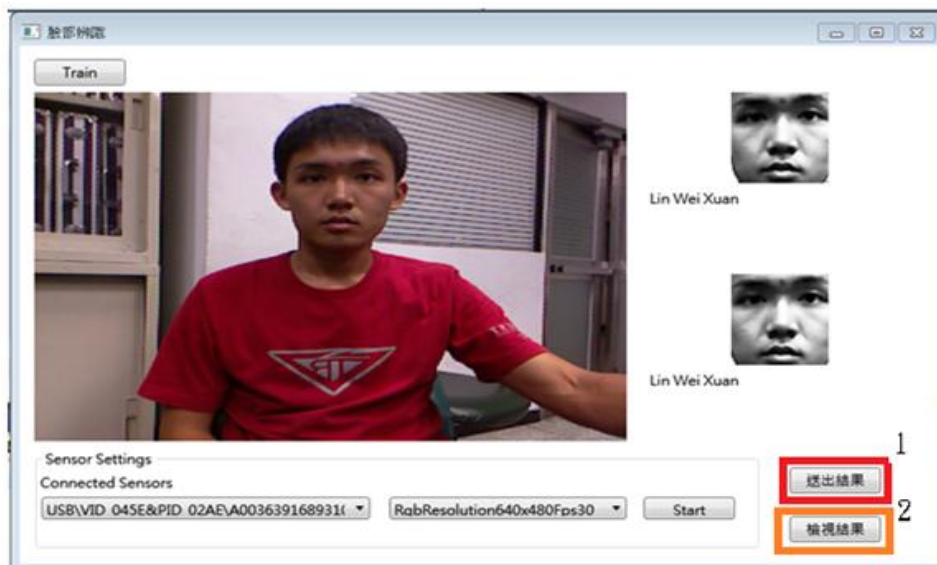 臉部辨識
Train
Lin Wei Xuan
Lin Wei Xuan
Sensor Settings
Connected Sensors
USB\VID_045E&PID_02AE\A003639168931(
RgbResolution640x480Fps30
Start
1
送出結果
2
檢視結果